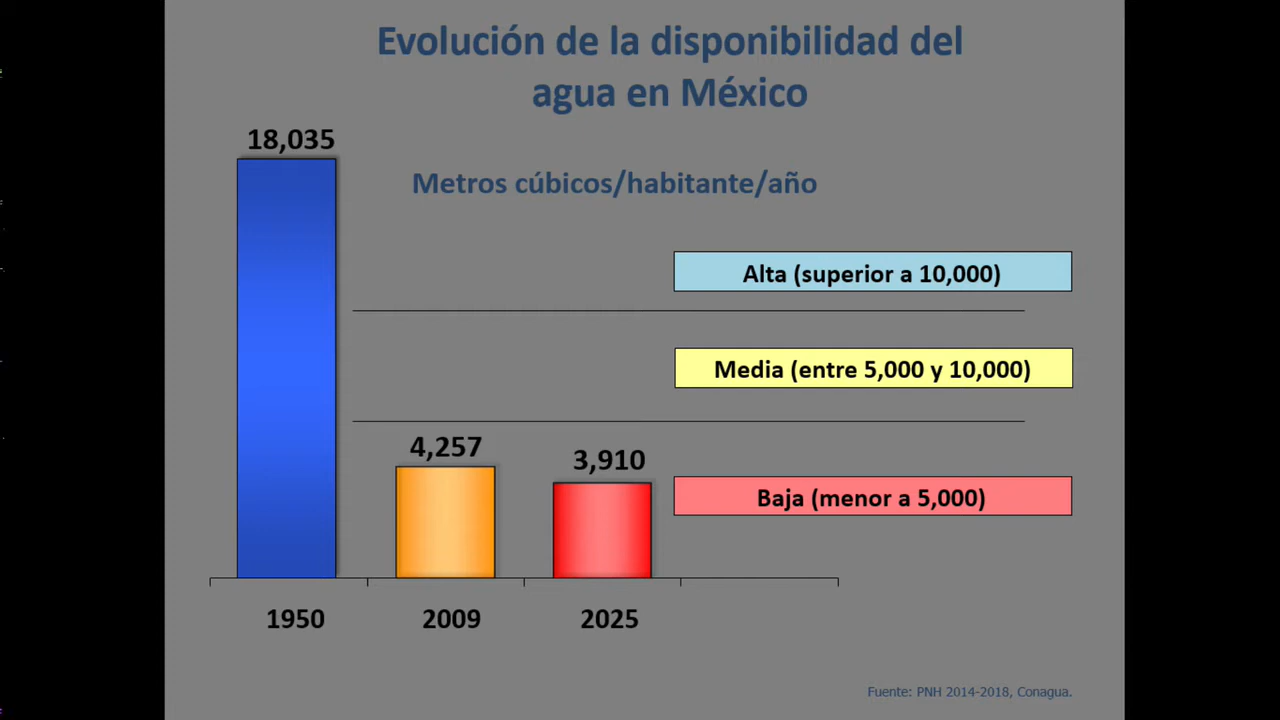 Evolución de la disponibilidad del
agua en México
18,035
Metros cúbicos/habitante/año
Alta (superior a 10,000)
Media (entre 5,000 y 10,000)
4,257
3,910
Baja (menor a 5,000)
1950
2009
2025
Fuente: PNH 2014-2018, Conagua.